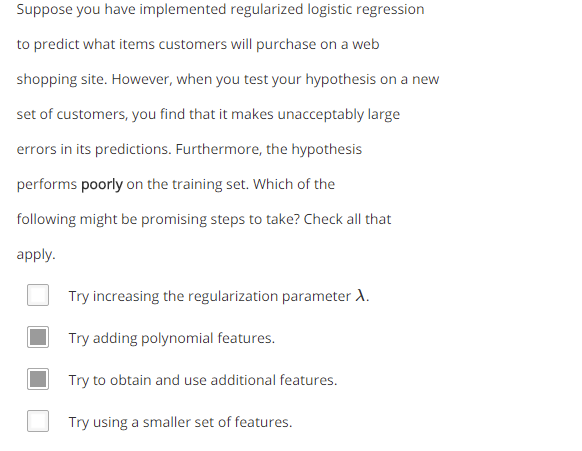 Suppose you have implemented regularized logistic regression
to predict what items customers will purchase on a web
shopping site. However, when you test your hypothesis on a new
set of customers, you find that it makes unacceptably large
errors in its predictions. Furthermore, the hypothesis
performs poorly on the training set. Which of the
following might be promising steps to take? Check all that
apply.
Try increasing the regularization parameter λ.
Try adding polynomial features.
Try to obtain and use additional features.
Try using a smaller set of features.